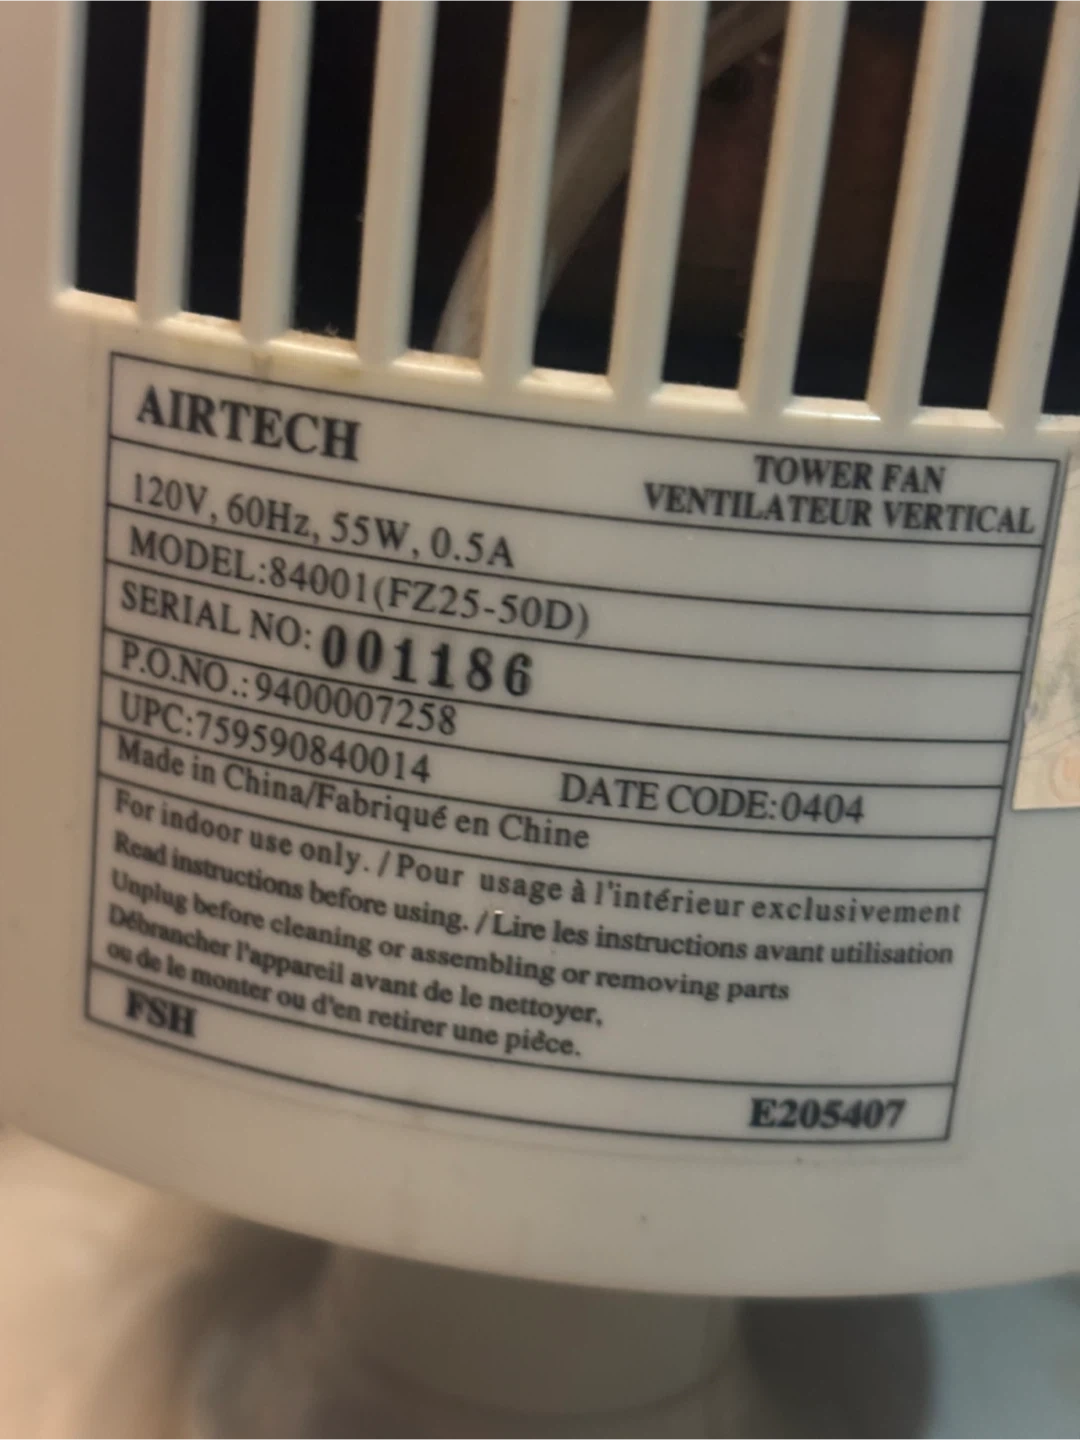 AIRTECH
TOWER FAN
VENTILATEUR VERTICAL
120V, 60Hz, 55W, 0.5A
MODEL:84001(FZ25-50D)
SERIAL NO: 001186
P.O.NO.:9400007258
UPC:759590840014 DATE CODE:0404
Made in China/Fabriqué en Chine
For indoor use only. / Pour usage à l'intérieur exclusivement
Read instructions before using. / Lire les instructions avant utilisation
Unplug before cleaning or assembling or removing parts
Débrancher l'appareil avant de le nettoyer,
ou de le monter ou d'en retirer une pièce.
FSH
E205407